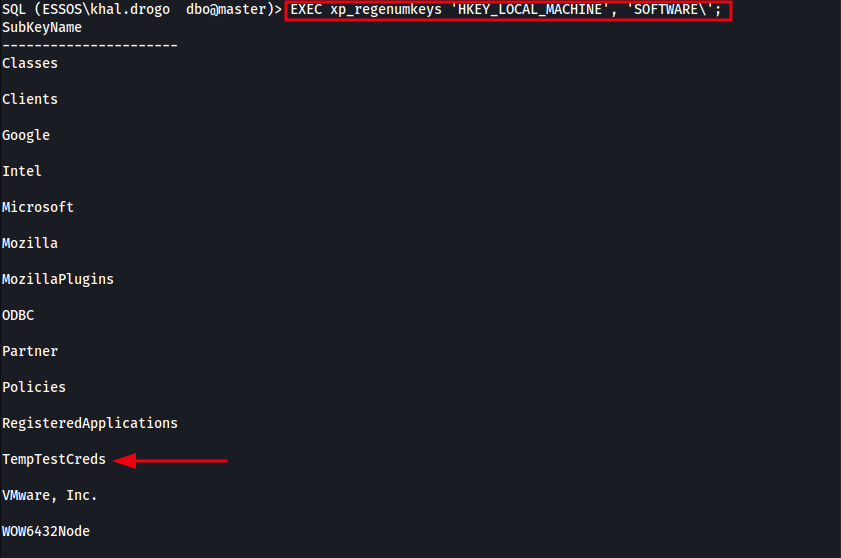 SQL (ESSOS\khal.drogo  dbo@master)> EXEC xp_regenumkeys 'HKEY_LOCAL_MACHINE', 'SOFTWARE\';
SubKeyName
----------------------
Classes
Clients
Google
Intel
Microsoft
Mozilla
MozillaPlugins
ODBC
Partner
Policies
RegisteredApplications
TempTestCreds
VMware, Inc.
WOW6432Node